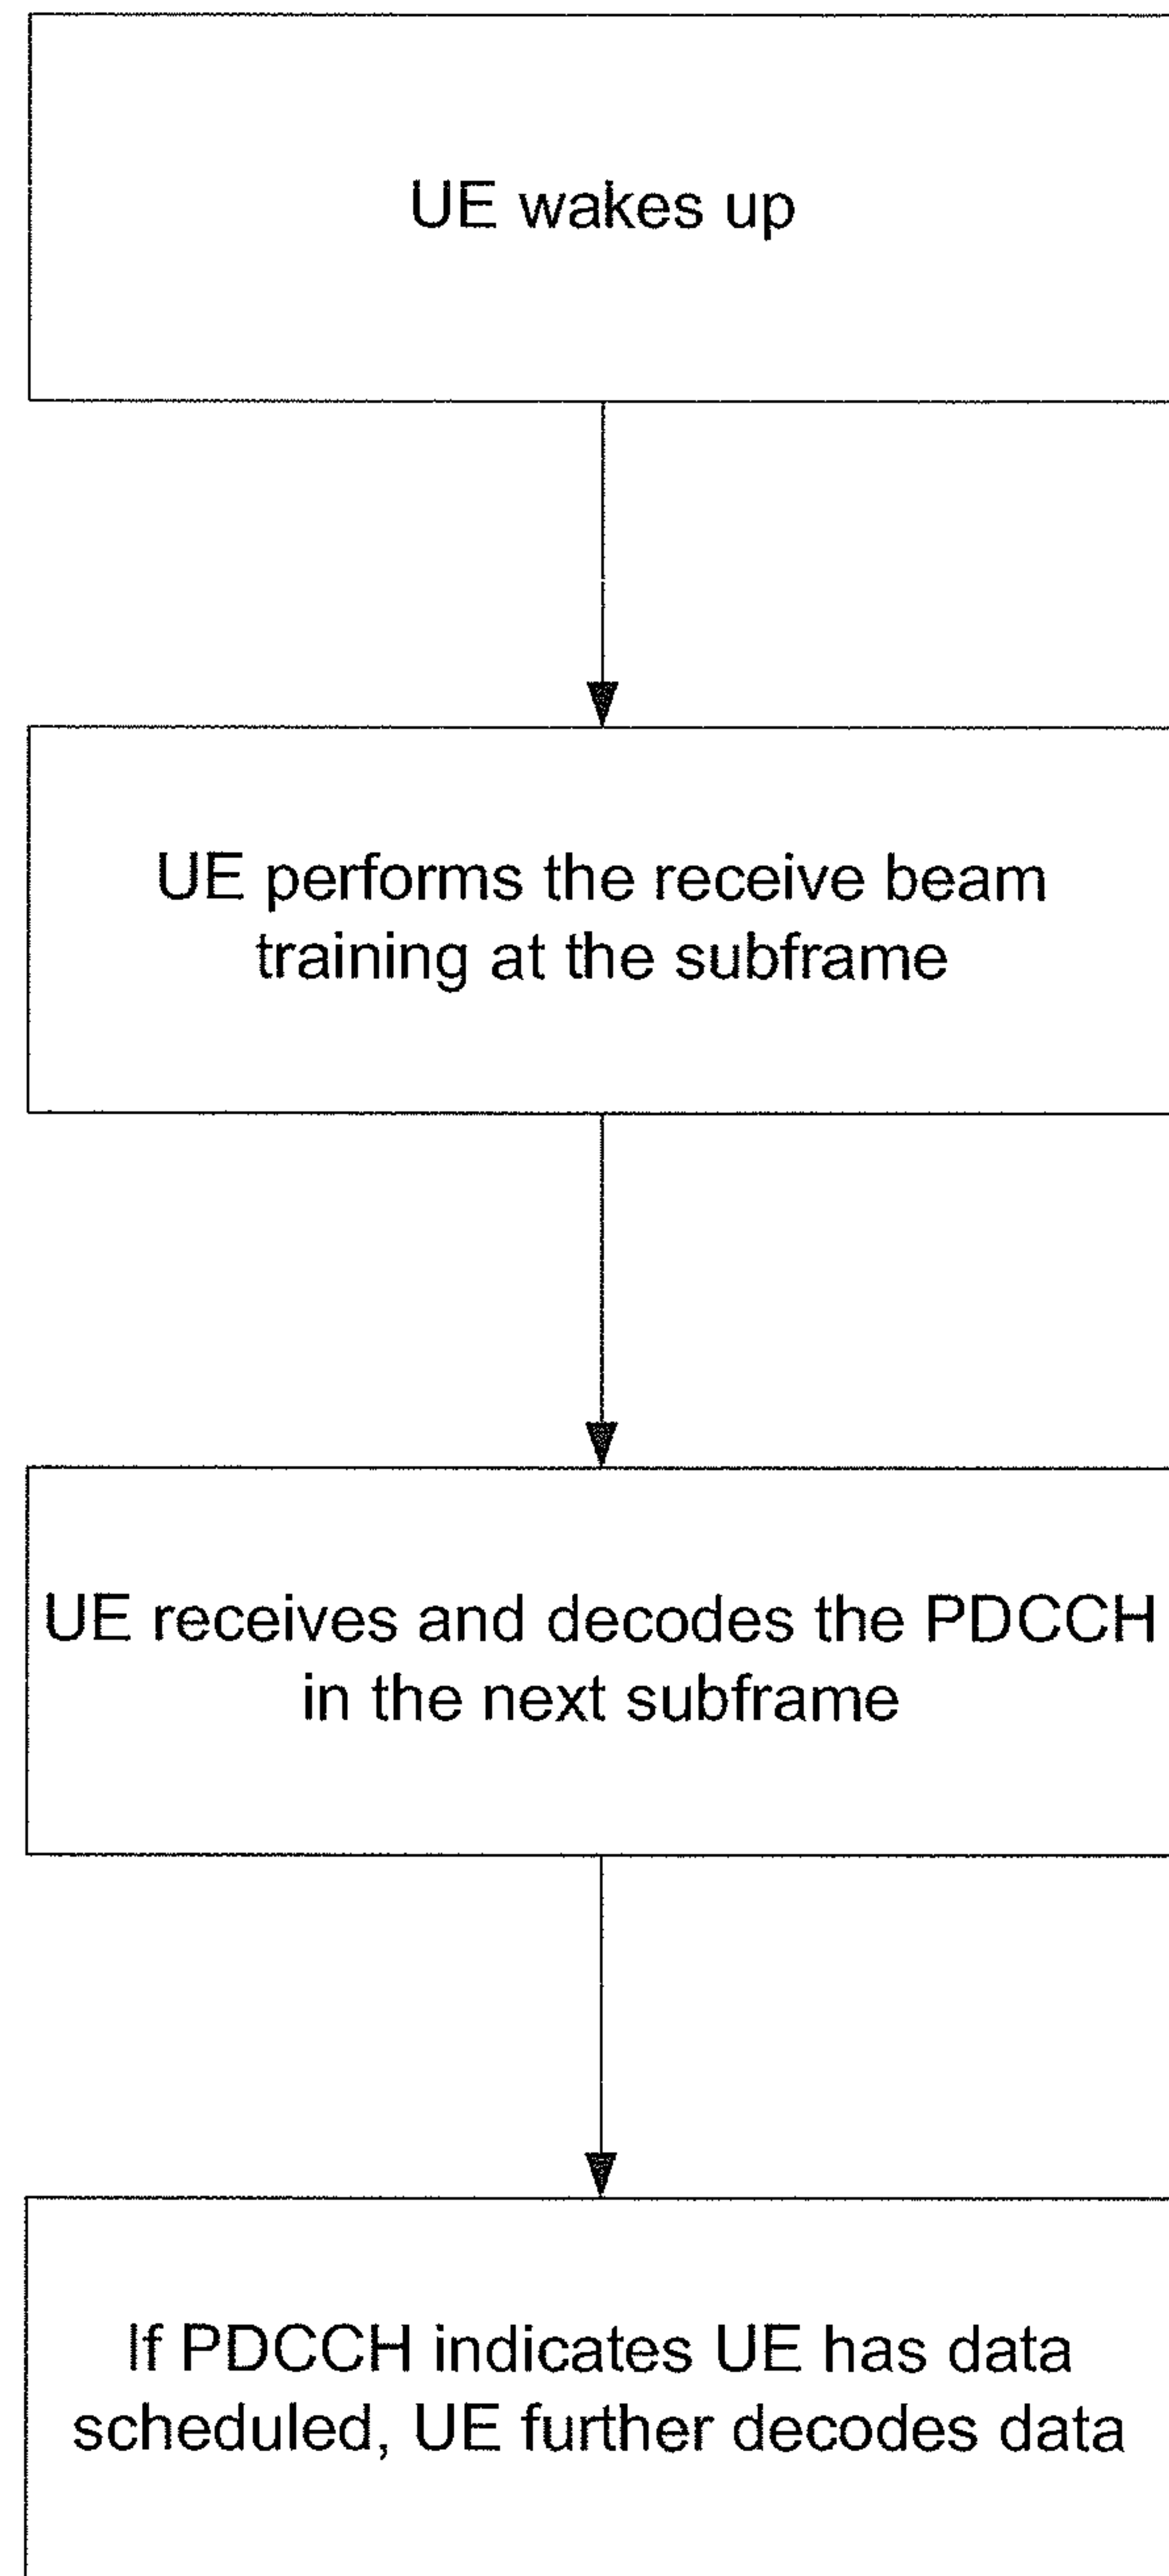 UE wakes up
UE performs the receive beam
training at the subframe
UE receives and decodes the PDCCH
in the next subframe
If PDCCH indicates UE has data
scheduled, UE further decodes data